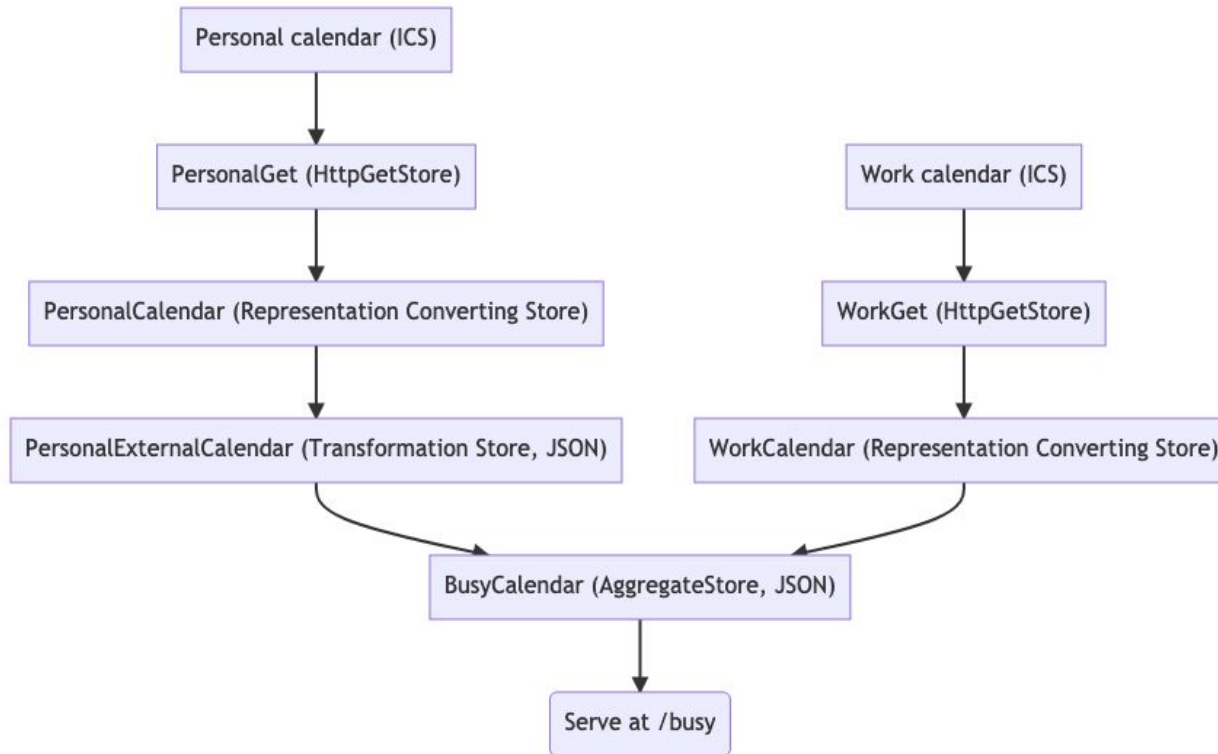 Personal calendar (ICS)
PersonalGet (HttpGetStore)
Work calendar (ICS)
PersonalCalendar (Representation Converting Store)
WorkGet (HttpGetStore)
PersonalExternalCalendar (Transformation Store, JSON)
WorkCalendar (Representation Converting Store)
BusyCalendar (AggregateStore, JSON)
Serve at /busy